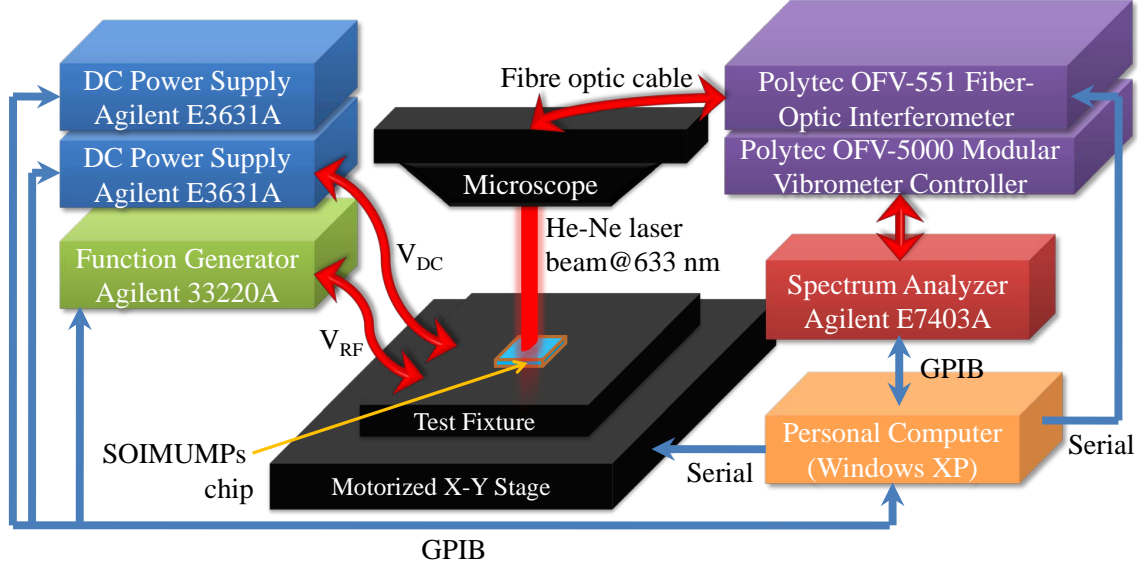 DC Power Supply
Agilent E3631A
DC Power Supply
Agilent E3631A
Function Generator
Agilent 33220A
V_DC
V_RF
Fibre optic cable
Microscope
He-Ne laser
beam@633 nm
Polytec OFV-551 Fiber-
Optic Interferometer
Polytec OFV-5000 Modular
Vibrometer Controller
Spectrum Analyzer
Agilent E7403A
GPIB
Personal Computer
(Windows XP)
Serial
Serial
Test Fixture
Motorized X-Y Stage
SOIMUMPs
chip
GPIB